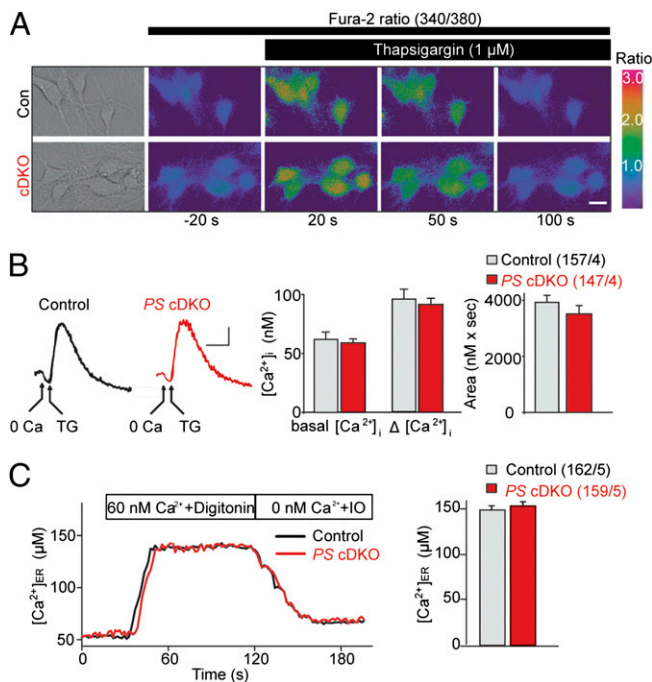 A
Fura-2 ratio (340/380)
Thapsigargin (1 µM)
Ratio
3.0
2.0
1.0
Con
cDKO
-20 s
20 s
50 s
100 s
B
Control
PS cDKO
0 Ca
TG
0 Ca
TG
[Ca²⁺]i (nM)
100
50
0
basal [Ca²⁺]i
Δ [Ca²⁺]i
Control (157/4)
PS cDKO (147/4)
Area (nM x sec)
4000
2000
0
C
60 nM Ca²⁺+Digitonin
0 nM Ca²⁺+IO
Control
PS cDKO
[Ca²⁺]ER (µM)
150
100
50
0
60
120
180
Time (s)
Control (162/5)
PS cDKO (159/5)
[Ca²⁺]ER (µM)
150
100
50
0